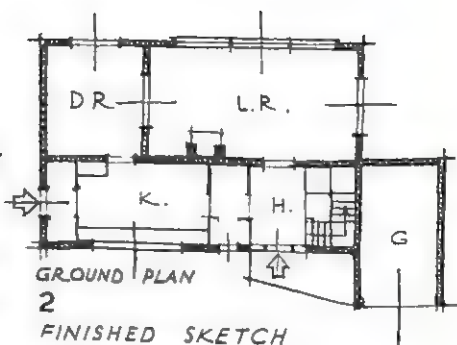 D.R.
L.R.
K.
H.
G
GROUND PLAN
2
FINISHED SKETCH